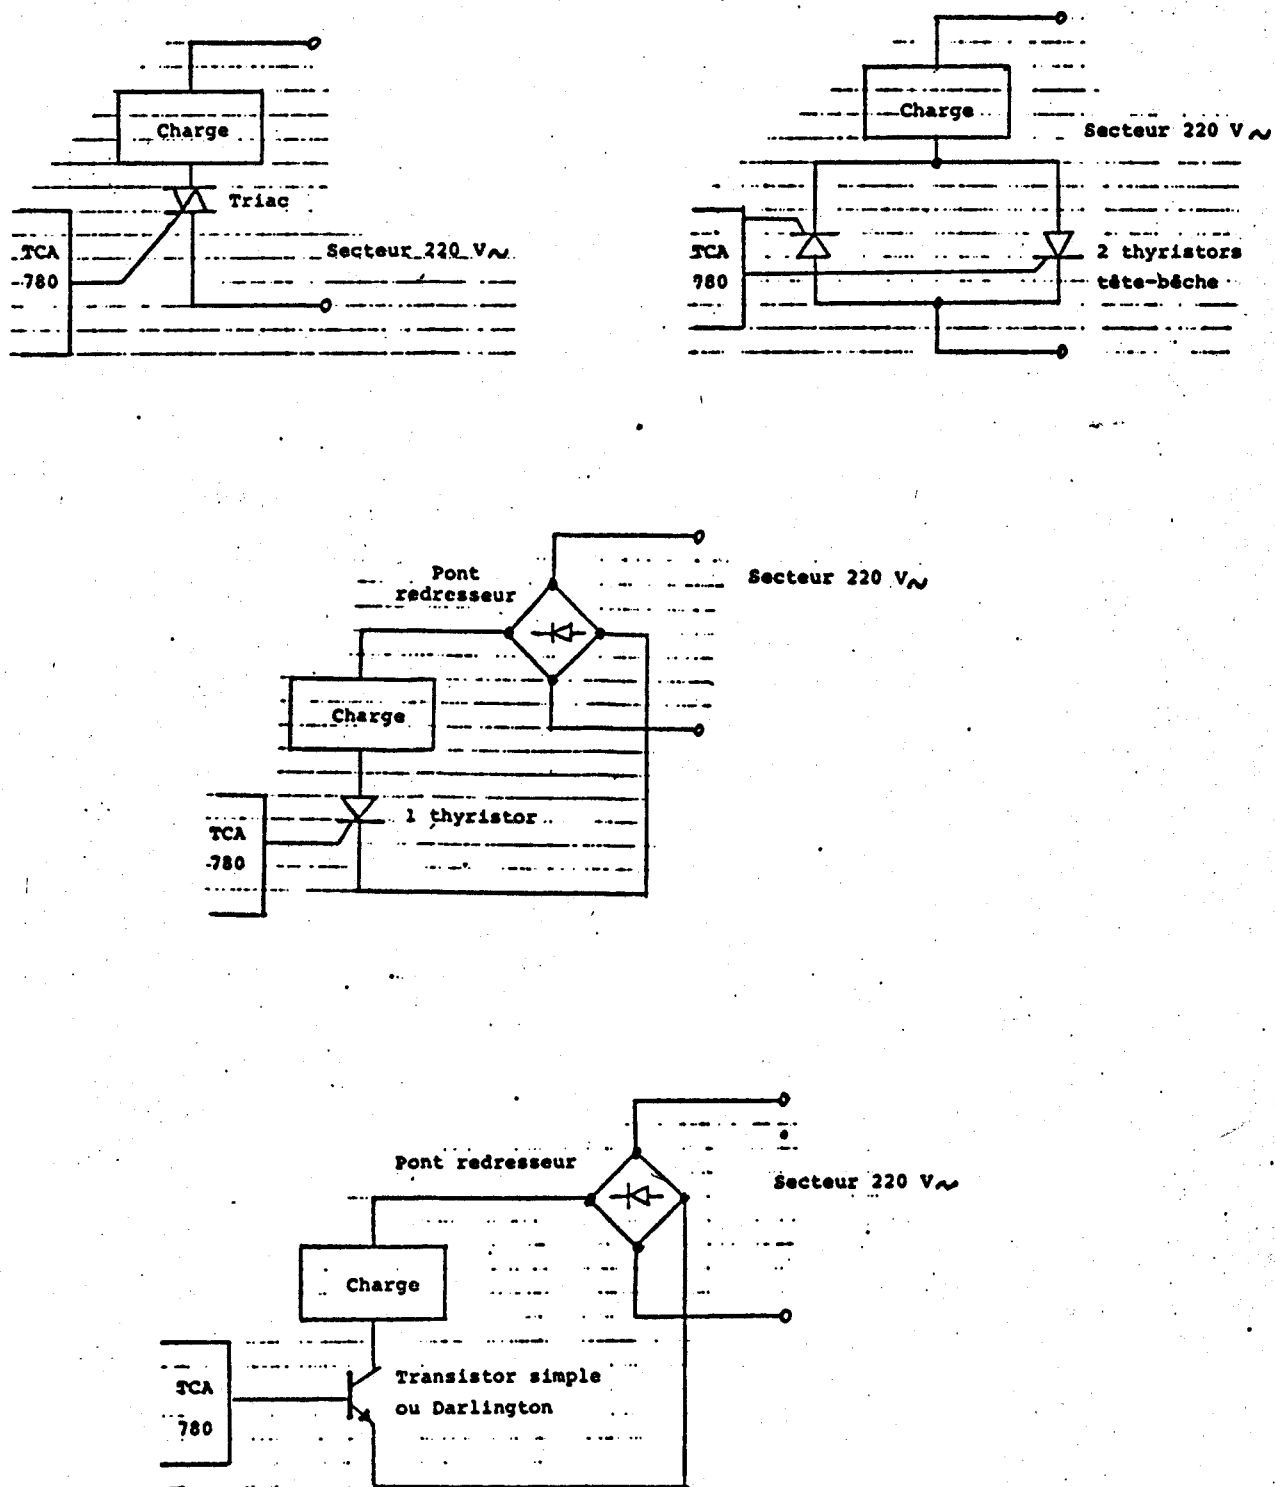 Charge
Triac
TCA
780
Secteur 220 V~
Charge
Secteur 220 V~
TCA
780
2 thyristors
tête-bêche
Pont
redresseur
Secteur 220 V~
Charge
1 thyristor
TCA
780
Pont redresseur
Secteur 220 V~
Charge
TCA
780
Transistor simple
ou Darlington